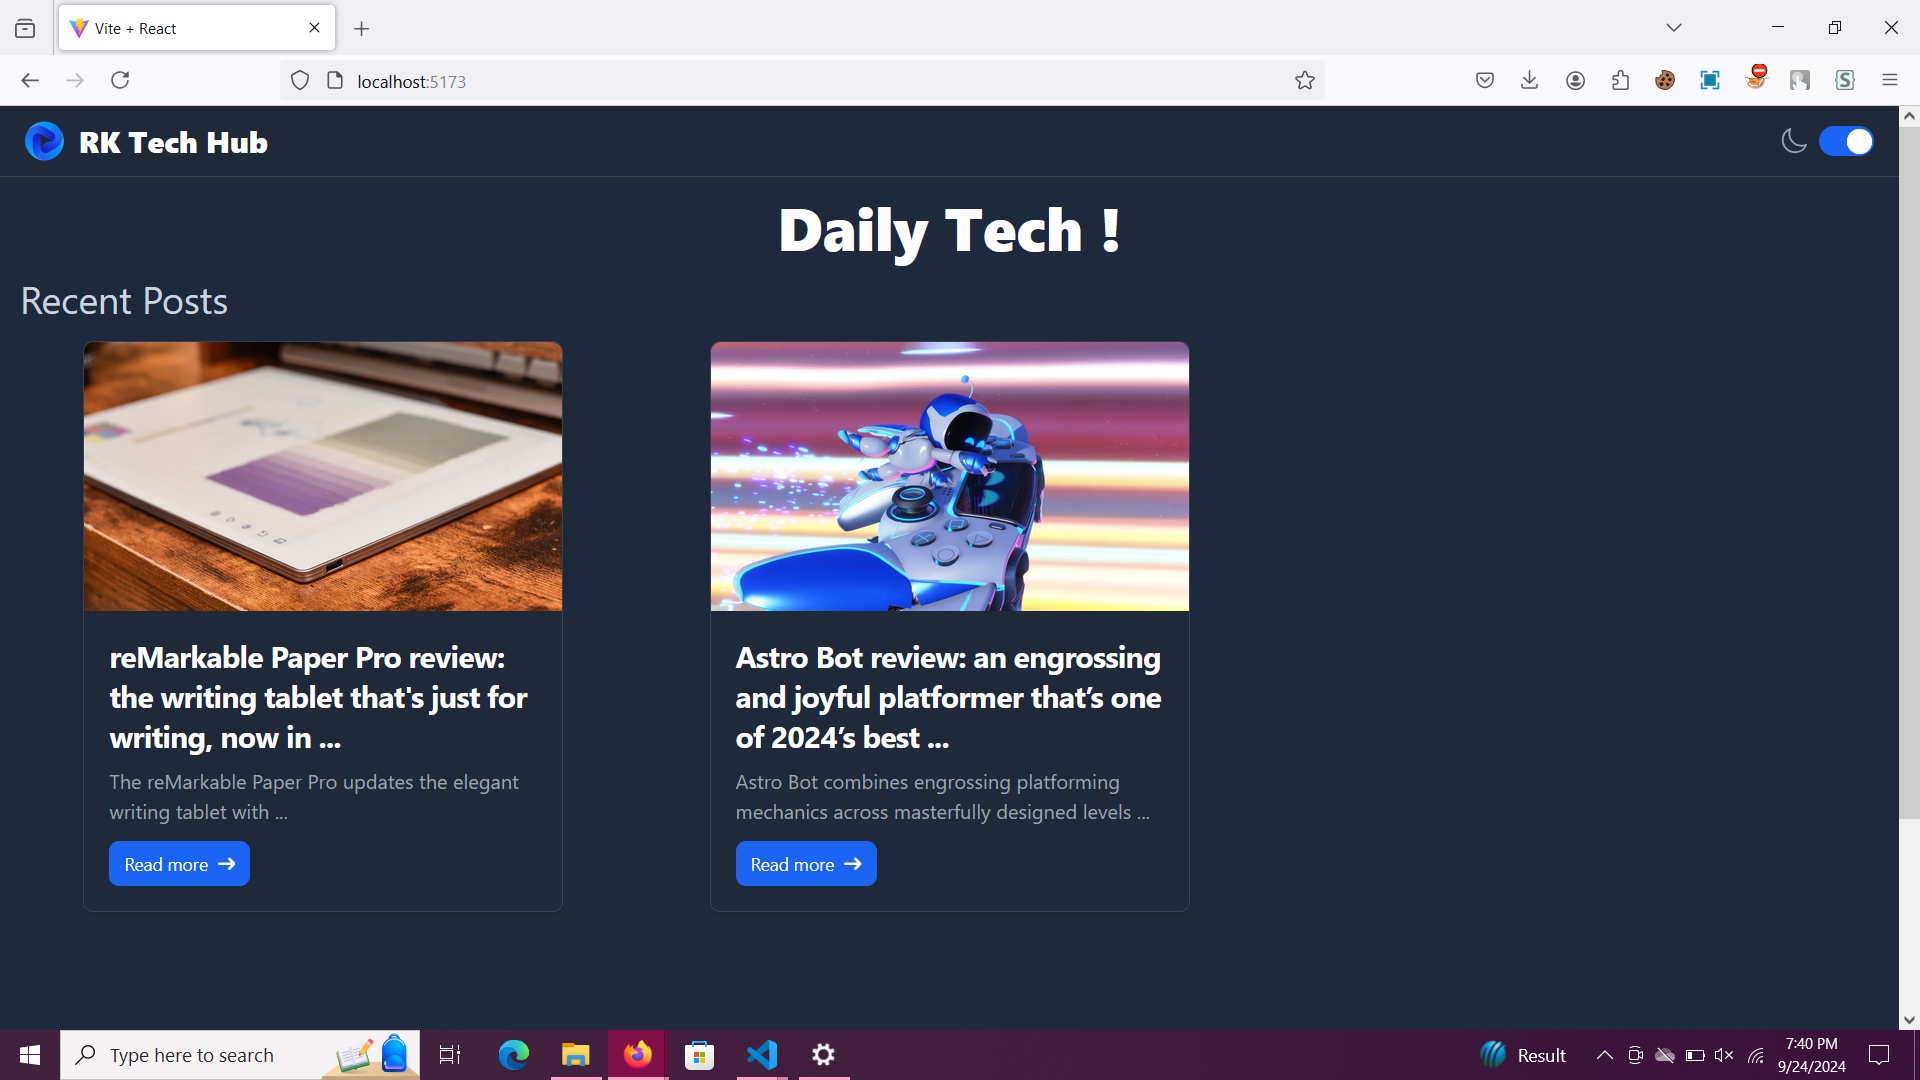 Vite + React
localhost:5173
RK Tech Hub
Daily Tech !
Recent Posts
reMarkable Paper Pro review:
the writing tablet that's just for
writing, now in ...
The reMarkable Paper Pro updates the elegant
writing tablet with ...
Read more
Astro Bot review: an engrossing
and joyful platformer that’s one
of 2024’s best ...
Astro Bot combines engrossing platforming
mechanics across masterfully designed levels ...
Read more
Type here to search
Result
7:40 PM
9/24/2024